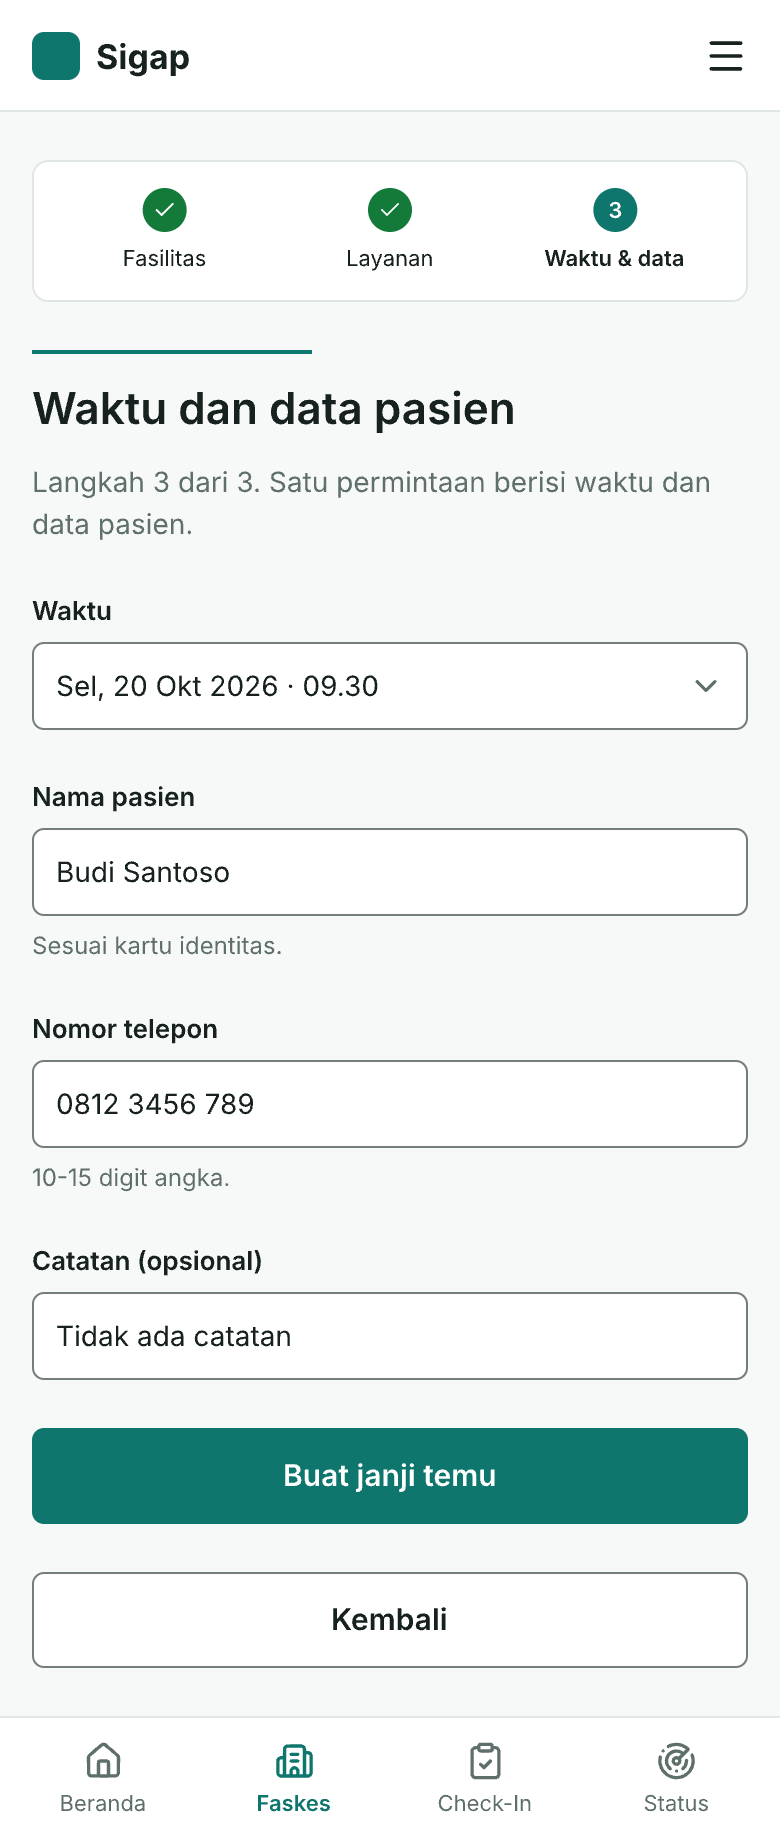 Sigap
Fasilitas
Layanan
3
Waktu & data
Waktu dan data pasien
Langkah 3 dari 3. Satu permintaan berisi waktu dan
data pasien.
Waktu
Sel, 20 Okt 2026 · 09.30
Nama pasien
Budi Santoso
Sesuai kartu identitas.
Nomor telepon
0812 3456 789
10-15 digit angka.
Catatan (opsional)
Tidak ada catatan
Buat janji temu
Kembali
Beranda
Faskes
Check-In
Status